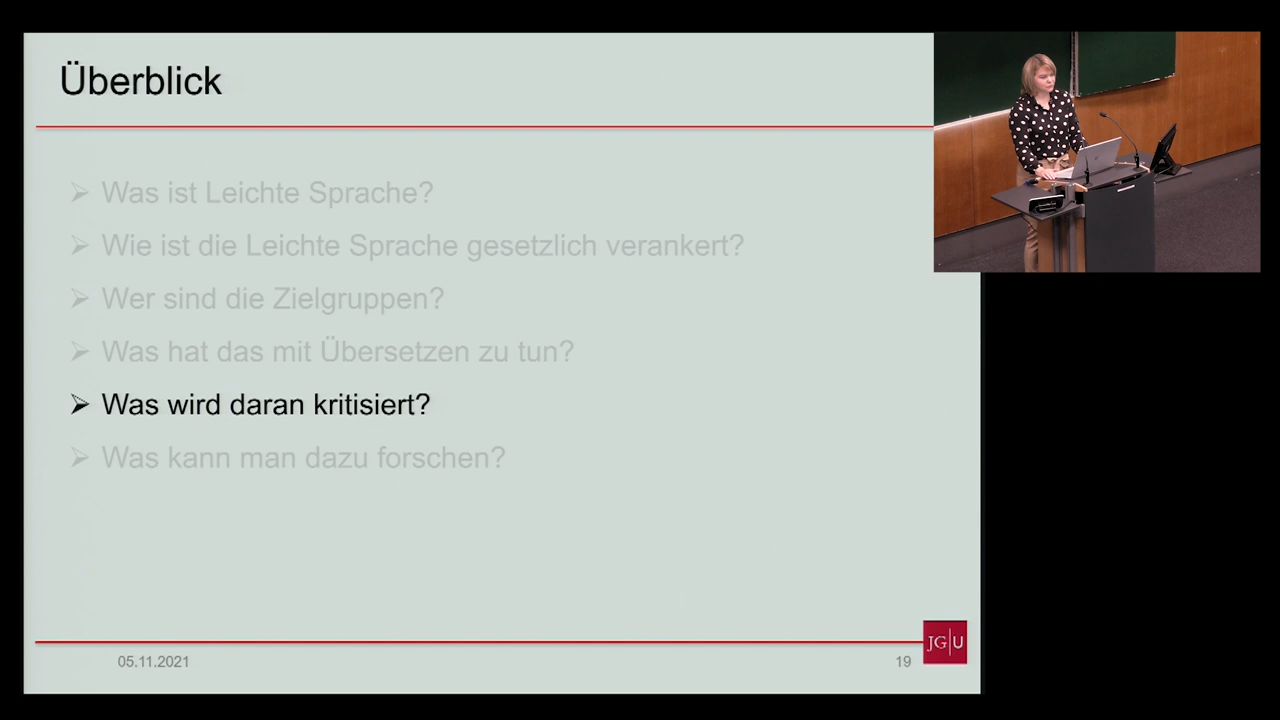 Überblick
Was ist Leichte Sprache?
Wie ist die Leichte Sprache gesetzlich verankert?
Wer sind die Zielgruppen?
Was hat das mit Übersetzen zu tun?
Was wird daran kritisiert?
Was kann man dazu forschen?
05.11.2021
19
JG|U